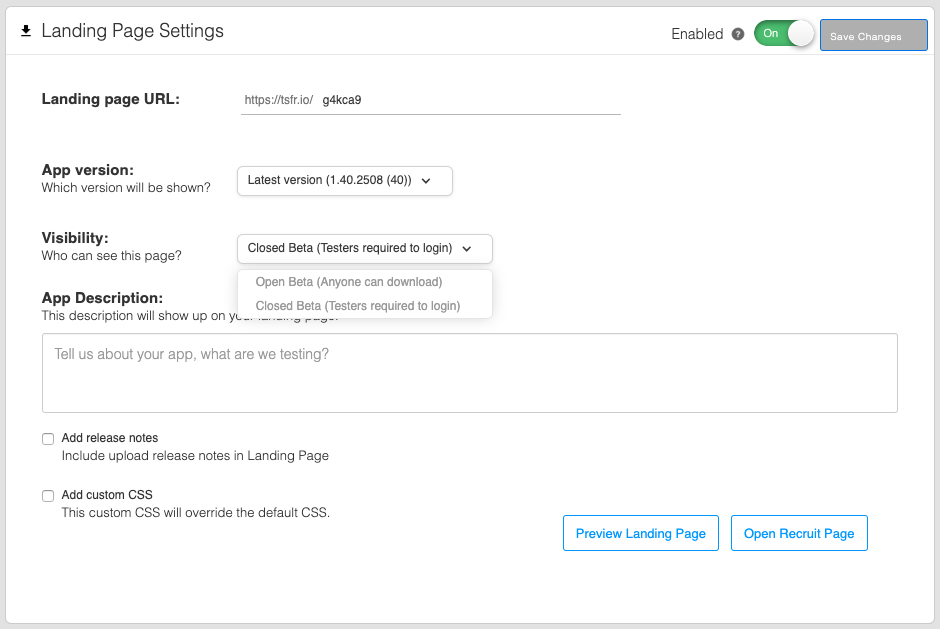 Landing Page Settings
Enabled ? On Save Changes
Landing page URL: https://tsfr.io/ g4kca9
App version:
Which version will be shown?
Latest version (1.40.2508 (40))
Visibility:
Who can see this page?
Closed Beta (Testers required to login)
Open Beta (Anyone can download)
Closed Beta (Testers required to login)
App Description:
This description will show up on your landing page.
Tell us about your app, what are we testing?
Add release notes
Include upload release notes in Landing Page
Add custom CSS
This custom CSS will override the default CSS.
Preview Landing Page Open Recruit Page